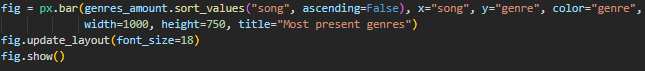 fig = px.bar(genres_amount.sort_values("song", ascending=False), x="song", y="genre", color="genre",
width=1000, height=750, title="Most present genres")
fig.update_layout(font_size=18)
fig.show()